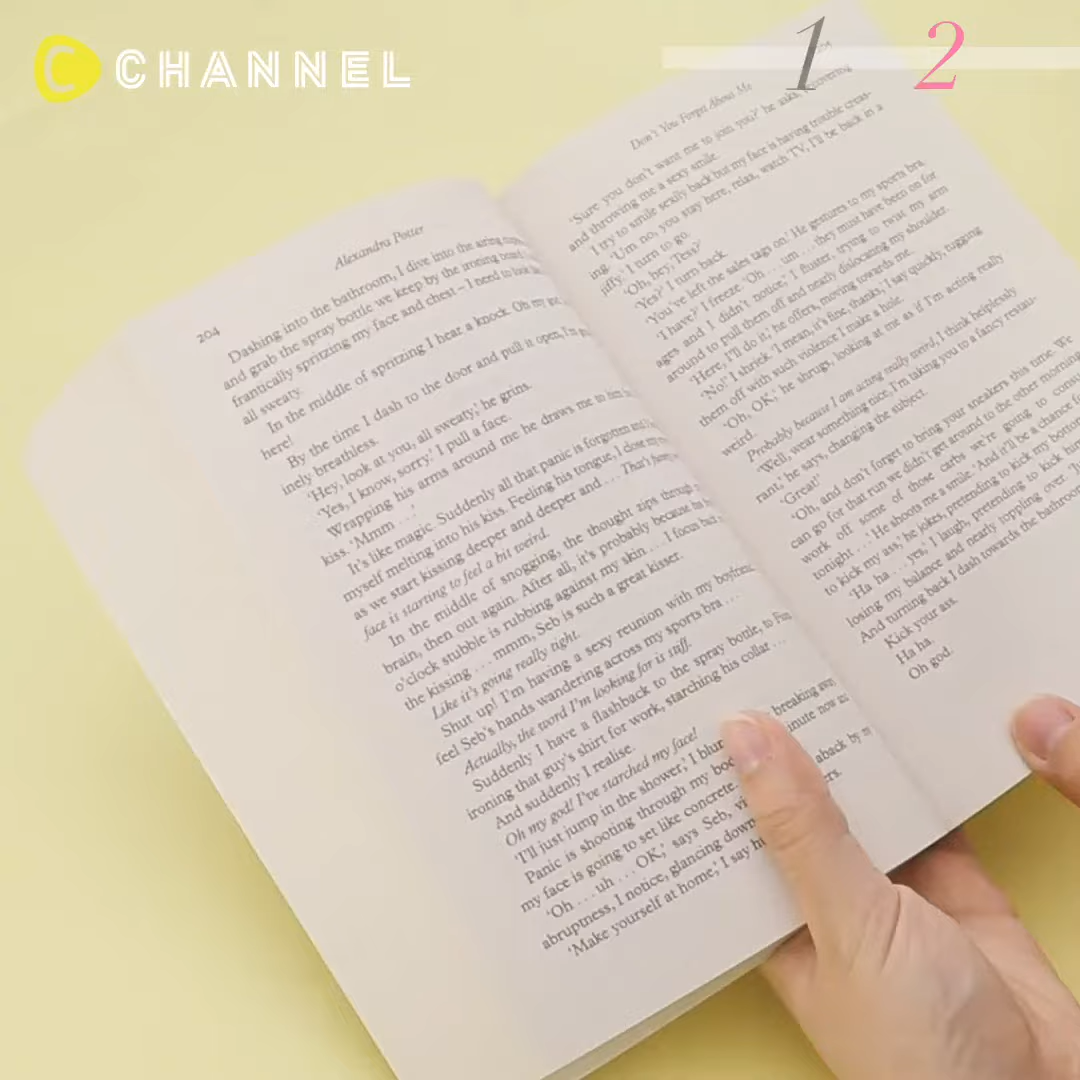 C CHANNEL
1 2
Alexandra Potter
204
Dashing into the bathroom, I dive into the airing
and grab the spray bottle we keep by the ironing board
frantically spritzing my face and chest – I need to look
all sweaty.
In the middle of spritzing I hear a knock. Oh my
here!
By the time I dash to the door and pull it open, I'm
inely breathless.
'Hey, look at you, all sweaty,' he grins.
'Yes, I know, sorry.' I pull a face.
Wrapping his arms around me he draws me to him
kiss. 'Mmm . . .'
It's like magic. Suddenly all that panic is forgotten and
myself melting into his kiss. Feeling his tongue, I close my
as we start kissing deeper and deeper and . . . That's
face is starting to feel a bit weird.
In the middle of snogging, the thought zips through
brain, then out again. After all, it's probably because
o'clock stubble is rubbing against my skin . . . I focus
the kissing . . . mmm, Seb is such a great kisser.
Like it's going really tight.
Shut up! I'm having a sexy reunion with my
feel Seb's hands wandering across my sports bra . . .
Actually, the word I'm looking for is stiff.
Suddenly I have a flashback to the spray bottle, to
ironing that guy's shirt for work, starching his collar . . .
And suddenly I realise.
Oh my god! I've starched my face!
'I'll just jump in the shower,' I blur breaking
Panic is shooting through my minute now
my face is going to set like concrete.
'Oh . . . uh . . . OK,' says Seb, aback by
abruptness, I notice, glancing down
'Make yourself at home,' I say
Don't You Forget About Me
'Sure you don't want me to join you?' he asks,
and throwing me a sexy smile.
I try to smile sexily back but my face is having trouble creas-
ing. 'Um no, you stay here, relax, watch TV, I'll be back in a
jiffy.' I turn to go.
'Oh, hey, Tess?'
'Yes?' I turn back.
'You've left the sales tags on.' He gestures to my sports bra.
'I have?' I freeze. 'Oh . . . um . . . they must have been on for
ages and I didn't notice,' I fluster, trying to twist my arm
around to pull them off and nearly dislocating my shoulder.
'Here, I'll do it,' he offers, moving towards me.
'No!' I shriek. 'I mean, it's fine, thanks,' I say quickly, tugging
them off with such violence I make a hole.
'Oh, OK,' he shrugs, looking at me as if I'm acting really
weird.
Probably because I am acting really weird, I think helplessly
'Well, wear something nice, I'm taking you to a fancy restau-
rant,' he says, changing the subject.
'Great!'
'Oh, and don't forget to bring your sneakers this time. We
can go for that run we didn't get around to the other morning
work off some of those carbs we're going to
tonight . . .' He shoots me a smile. 'And it'll be a chance for
to kick my ass,' he jokes, pretending to kick my bottom
'Ha ha . . . yes,' I laugh, pretending to kick
losing my balance and nearly toppling over.
And turning back I dash towards the bathroom
Kick your ass.
Ha ha.
Oh god.